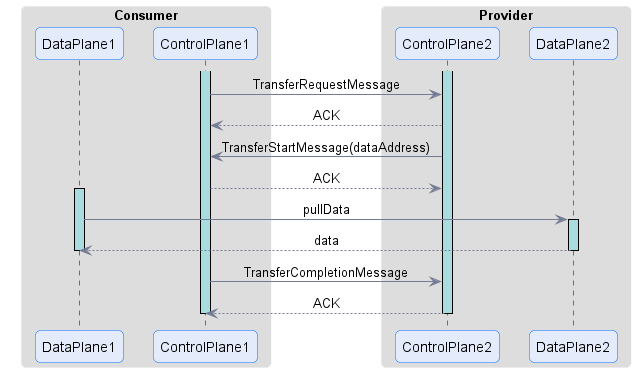 Consumer
Provider
DataPlane1
ControlPlane1
ControlPlane2
DataPlane2
TransferRequestMessage
ACK
TransferStartMessage(dataAddress)
ACK
pullData
data
TransferCompletionMessage
ACK
DataPlane1
ControlPlane1
ControlPlane2
DataPlane2